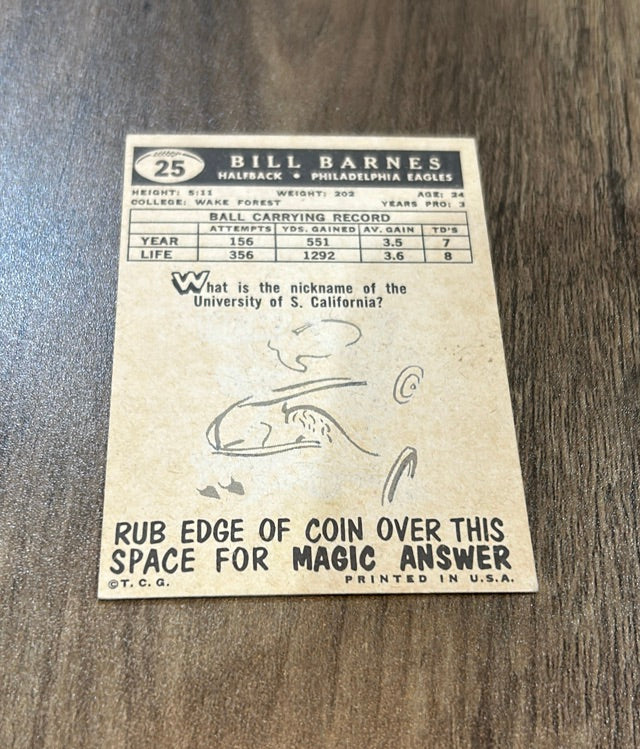 25
BILL BARNES
HALFBACK • PHILADELPHIA EAGLES
HEIGHT: 5:11 WEIGHT: 202 AGE: 24
COLLEGE: WAKE FOREST YEARS PRO: 3
BALL CARRYING RECORD
ATTEMPTS YDS. GAINED AV. GAIN TD'S
YEAR 156 551 3.5 7
LIFE 356 1292 3.6 8
What is the nickname of the
University of S. California?
RUB EDGE OF COIN OVER THIS
SPACE FOR MAGIC ANSWER
©T. C. G. PRINTED IN U.S.A.